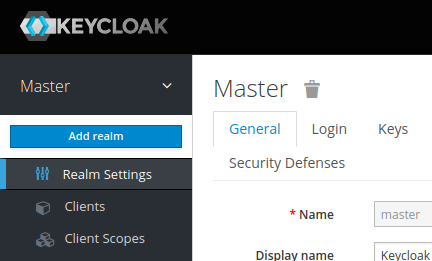 KEYCLOAK
Master
Add realm
Realm Settings
Clients
Client Scopes
Master
General Login Keys
Security Defenses
* Name master
Display name Keycloak